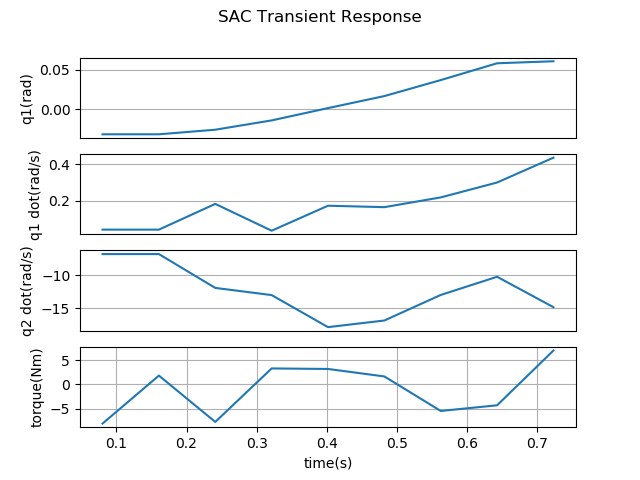 SAC Transient Response
q1(rad)
0.05
0.00
q1 dot(rad/s)
0.4
0.2
q2 dot(rad/s)
−10
−15
torque(Nm)
5
0
−5
0.1 0.2 0.3 0.4 0.5 0.6 0.7
time(s)